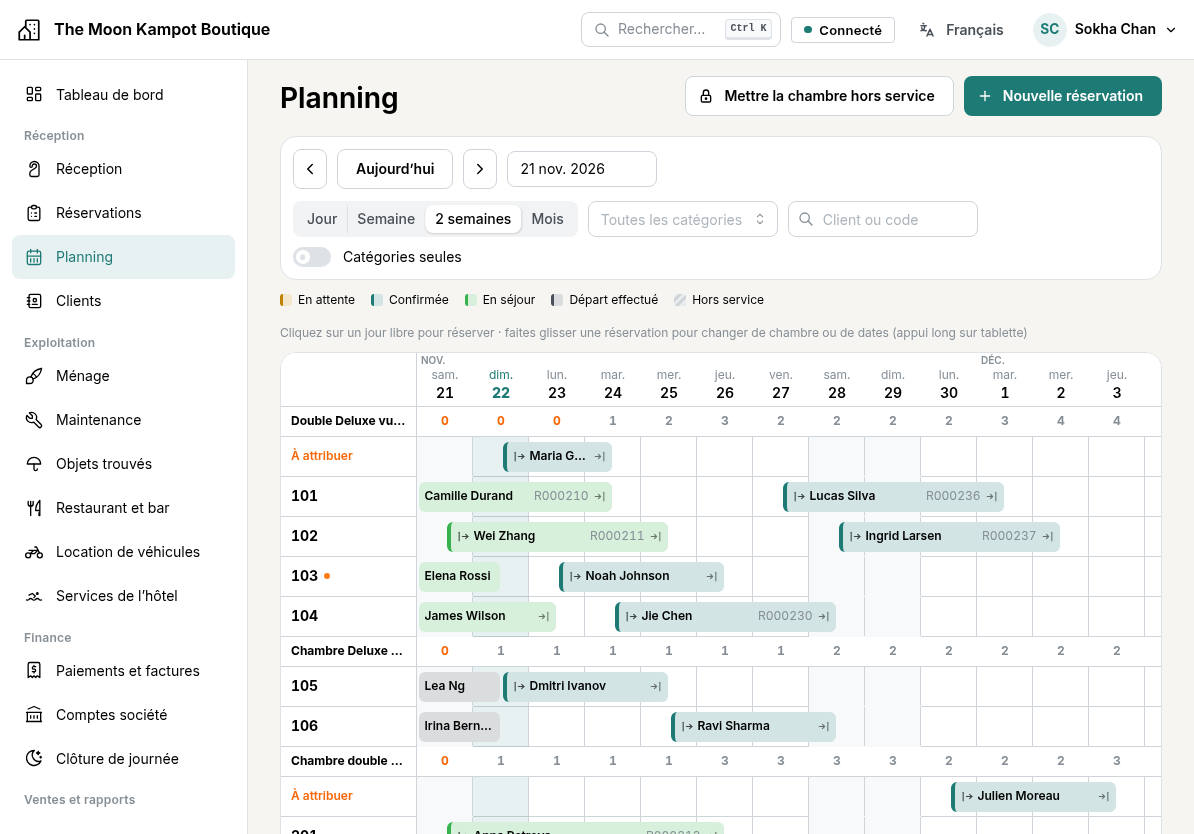 The Moon Kampot Boutique
Rechercher... Ctrl K
Connecté
Français
SC Sokha Chan
Tableau de bord
Réception
Réception
Réservations
Planning
Clients
Exploitation
Ménage
Maintenance
Objets trouvés
Restaurant et bar
Location de véhicules
Services de l'hôtel
Finance
Paiements et factures
Comptes société
Clôture de journée
Ventes et rapports
Planning
Mettre la chambre hors service
Nouvelle réservation
Aujourd'hui
21 nov. 2026
Jour Semaine 2 semaines Mois
Toutes les catégories
Client ou code
Catégories seules
En attente Confirmée En séjour Départ effectué Hors service
Cliquez sur un jour libre pour réserver · faites glisser une réservation pour changer de chambre ou de dates (appui long sur tablette)
NOV. DÉC.
sam. dim. lun. mar. mer. jeu. ven. sam. dim. lun. mar. mer. jeu.
21 22 23 24 25 26 27 28 29 30 1 2 3
Double Deluxe vu... 0 0 0 1 2 3 2 2 2 2 3 4 4
À attribuer Maria G...
101 Camille Durand R000210 Lucas Silva R000236
102 Wei Zhang R000211 Ingrid Larsen R000237
103 Elena Rossi Noah Johnson
104 James Wilson Jie Chen R000230
Chambre Deluxe ... 0 1 1 1 1 1 1 2 2 2 2 2 2
105 Lea Ng Dmitri Ivanov
106 Irina Bern... Ravi Sharma
Chambre double ... 0 1 1 1 1 3 3 3 3 2 2 2 3
À attribuer Julien Moreau